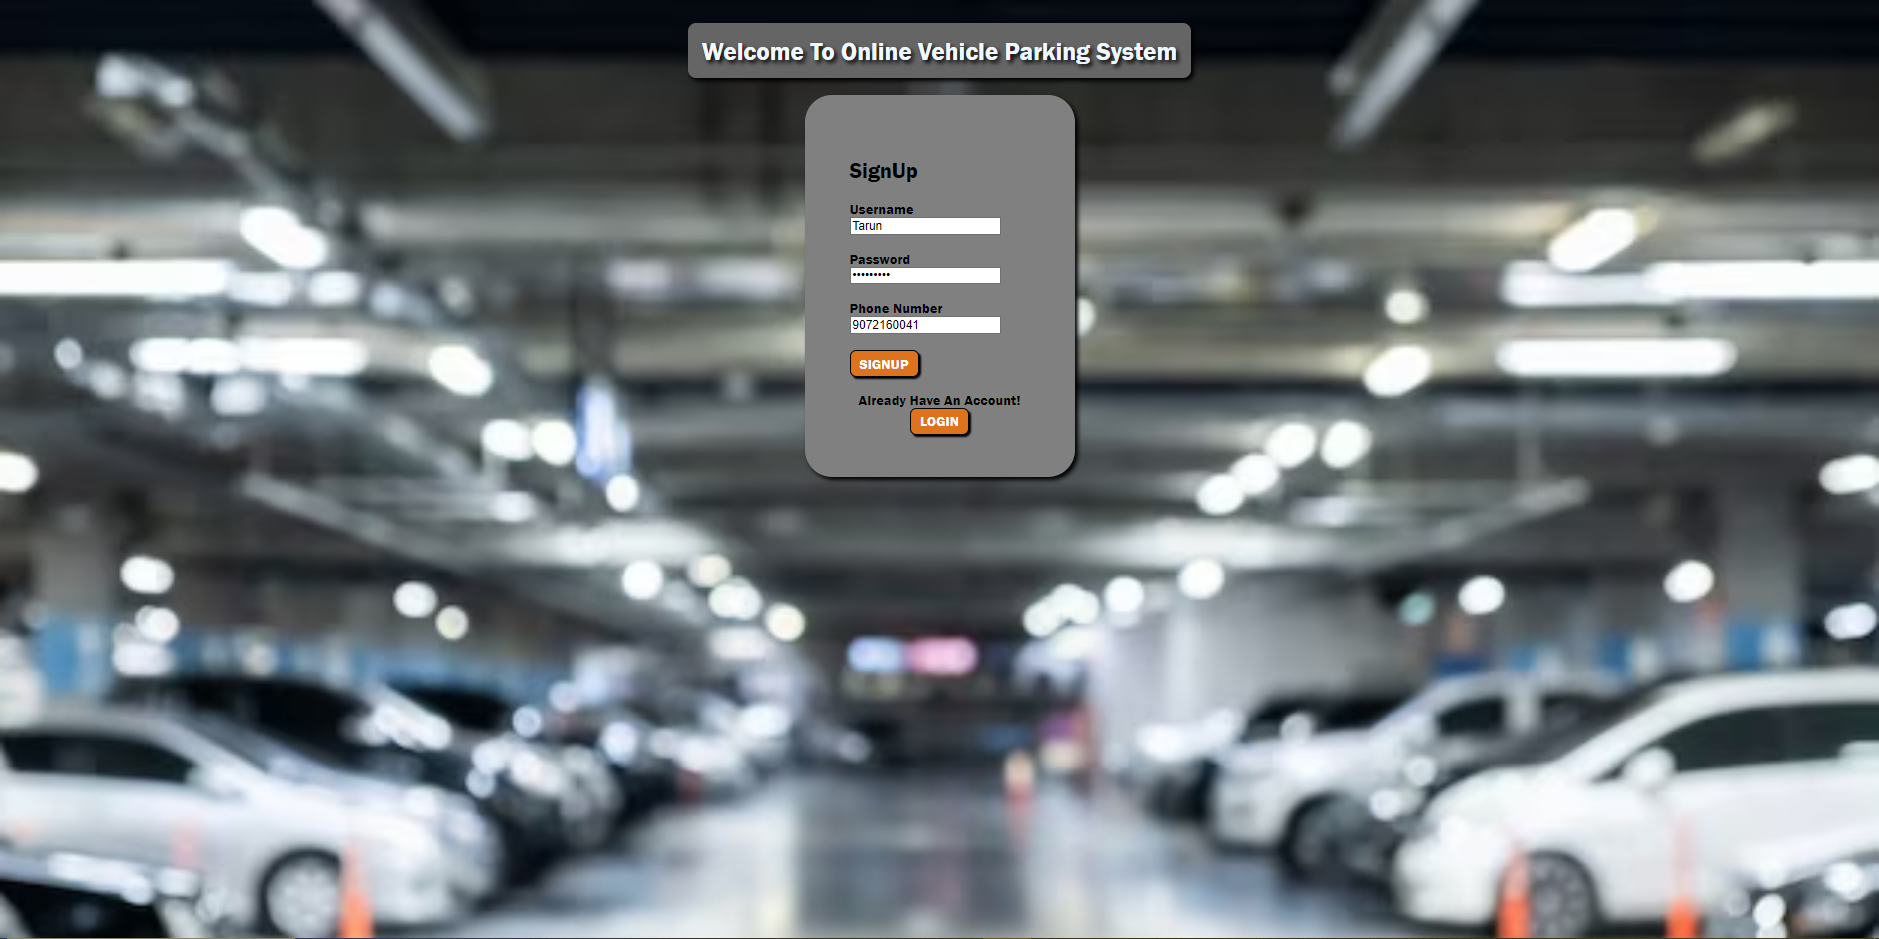 Welcome To Online Vehicle Parking System
SignUp
Username
Tarun
Password
•••••••••
Phone Number
9072160041
SIGNUP
Already Have An Account!
LOGIN